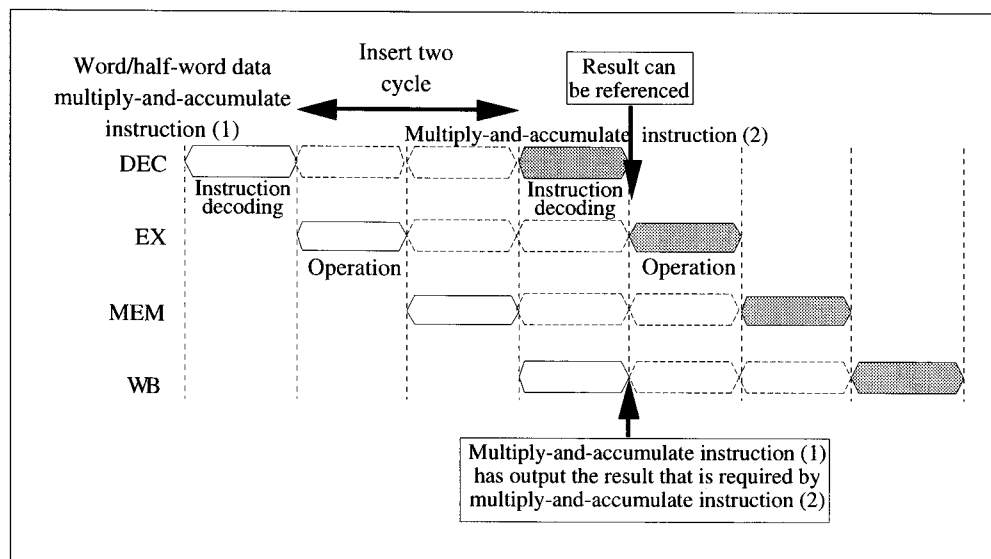 Word/half-word data
multiply-and-accumulate
instruction (1)
Insert two
cycle
Result can
be referenced
Multiply-and-accumulate instruction (2)
DEC
Instruction
decoding
Instruction
decoding
EX
Operation
Operation
MEM
WB
Multiply-and-accumulate instruction (1)
has output the result that is required by
multiply-and-accumulate instruction (2)